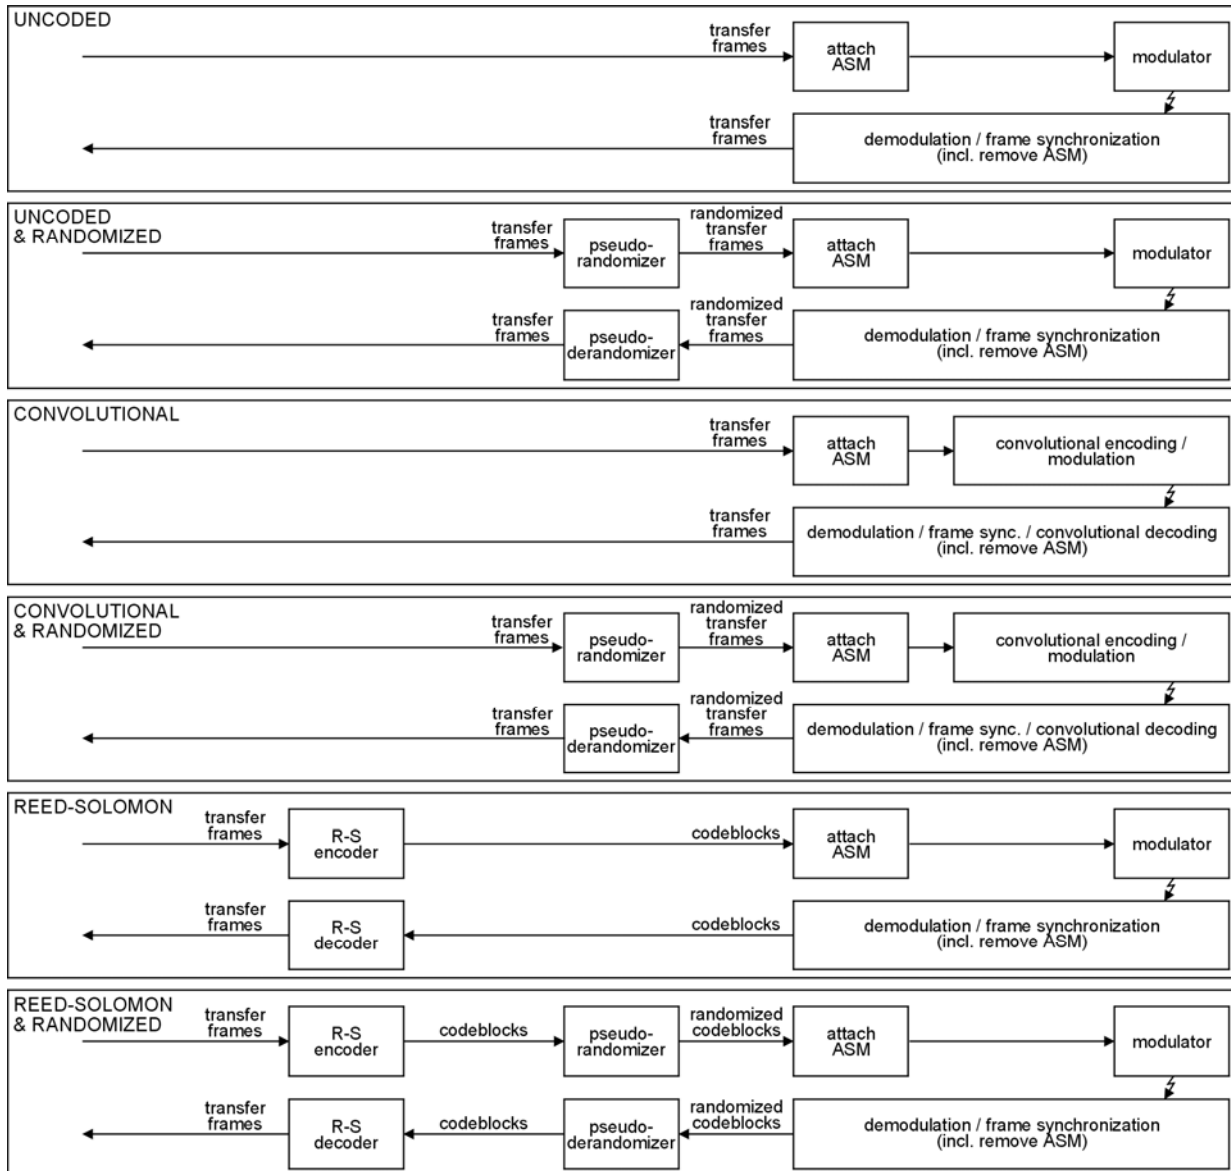 UNCODED
transfer
frames
attach
ASM
modulator
transfer
frames
demodulation / frame synchronization
(incl. remove ASM)
UNCODED
& RANDOMIZED
transfer
frames
pseudo-
randomizer
randomized
transfer
frames
attach
ASM
modulator
transfer
frames
pseudo-
derandomizer
randomized
transfer
frames
demodulation / frame synchronization
(incl. remove ASM)
CONVOLUTIONAL
transfer
frames
attach
ASM
convolutional encoding /
modulation
transfer
frames
demodulation / frame sync. / convolutional decoding
(incl. remove ASM)
CONVOLUTIONAL
& RANDOMIZED
transfer
frames
pseudo-
randomizer
randomized
transfer
frames
attach
ASM
convolutional encoding /
modulation
transfer
frames
pseudo-
derandomizer
randomized
transfer
frames
demodulation / frame sync. / convolutional decoding
(incl. remove ASM)
REED-SOLOMON
transfer
frames
R-S
encoder
codeblocks
attach
ASM
modulator
transfer
frames
R-S
decoder
codeblocks
demodulation / frame synchronization
(incl. remove ASM)
REED-SOLOMON
& RANDOMIZED
transfer
frames
R-S
encoder
codeblocks
pseudo-
randomizer
randomized
codeblocks
attach
ASM
modulator
transfer
frames
R-S
decoder
codeblocks
pseudo-
derandomizer
randomized
codeblocks
demodulation / frame synchronization
(incl. remove ASM)